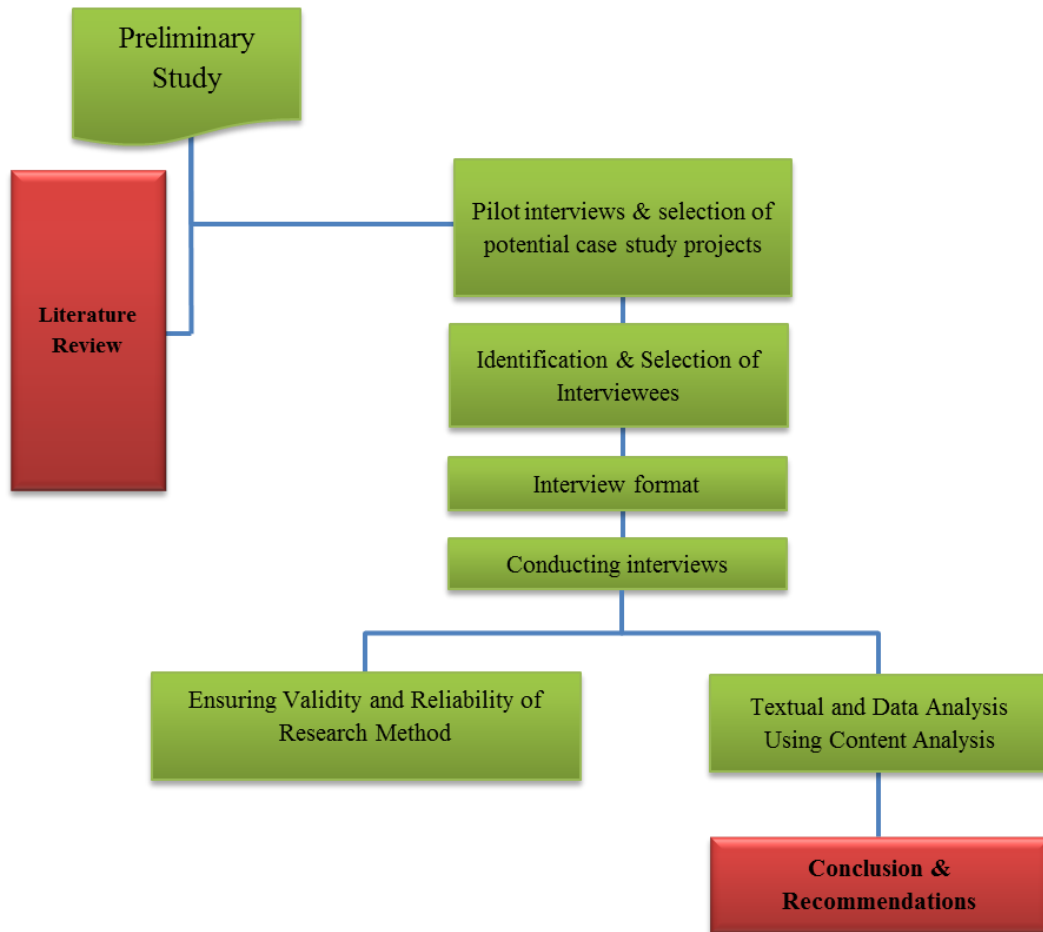 Preliminary
Study
Pilot interviews & selection of
potential case study projects
Literature
Review
Identification & Selection of
Interviewees
Interview format
Conducting interviews
Ensuring Validity and Reliability of
Research Method
Textual and Data Analysis
Using Content Analysis
Conclusion &
Recommendations